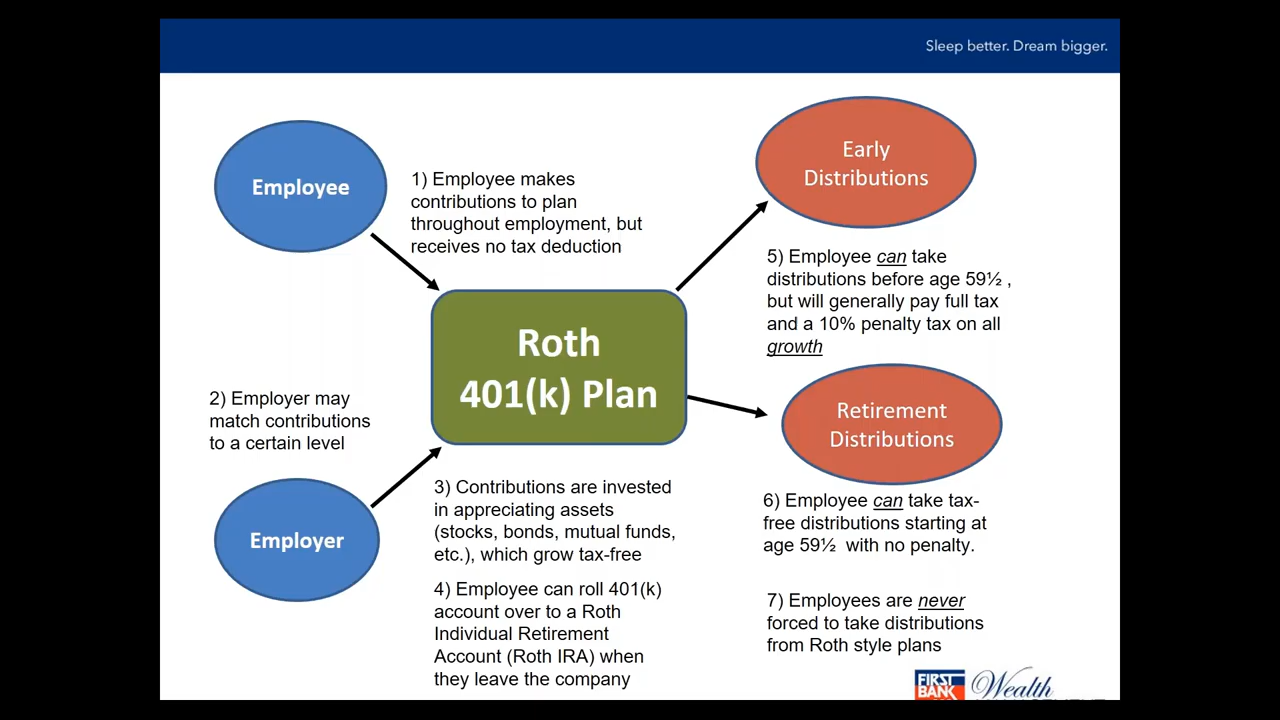 Sleep better. Dream bigger.
Employee
1) Employee makes
contributions to plan
throughout employment, but
receives no tax deduction
Early
Distributions
5) Employee can take
distributions before age 59½ ,
but will generally pay full tax
and a 10% penalty tax on all
growth
Roth
401(k) Plan
2) Employer may
match contributions
to a certain level
Employer
3) Contributions are invested
in appreciating assets
(stocks, bonds, mutual funds,
etc.), which grow tax-free
4) Employee can roll 401(k)
account over to a Roth
Individual Retirement
Account (Roth IRA) when
they leave the company
Retirement
Distributions
6) Employee can take tax-
free distributions starting at
age 59½  with no penalty.
7) Employees are never
forced to take distributions
from Roth style plans
FIRST
BANK
Wealth